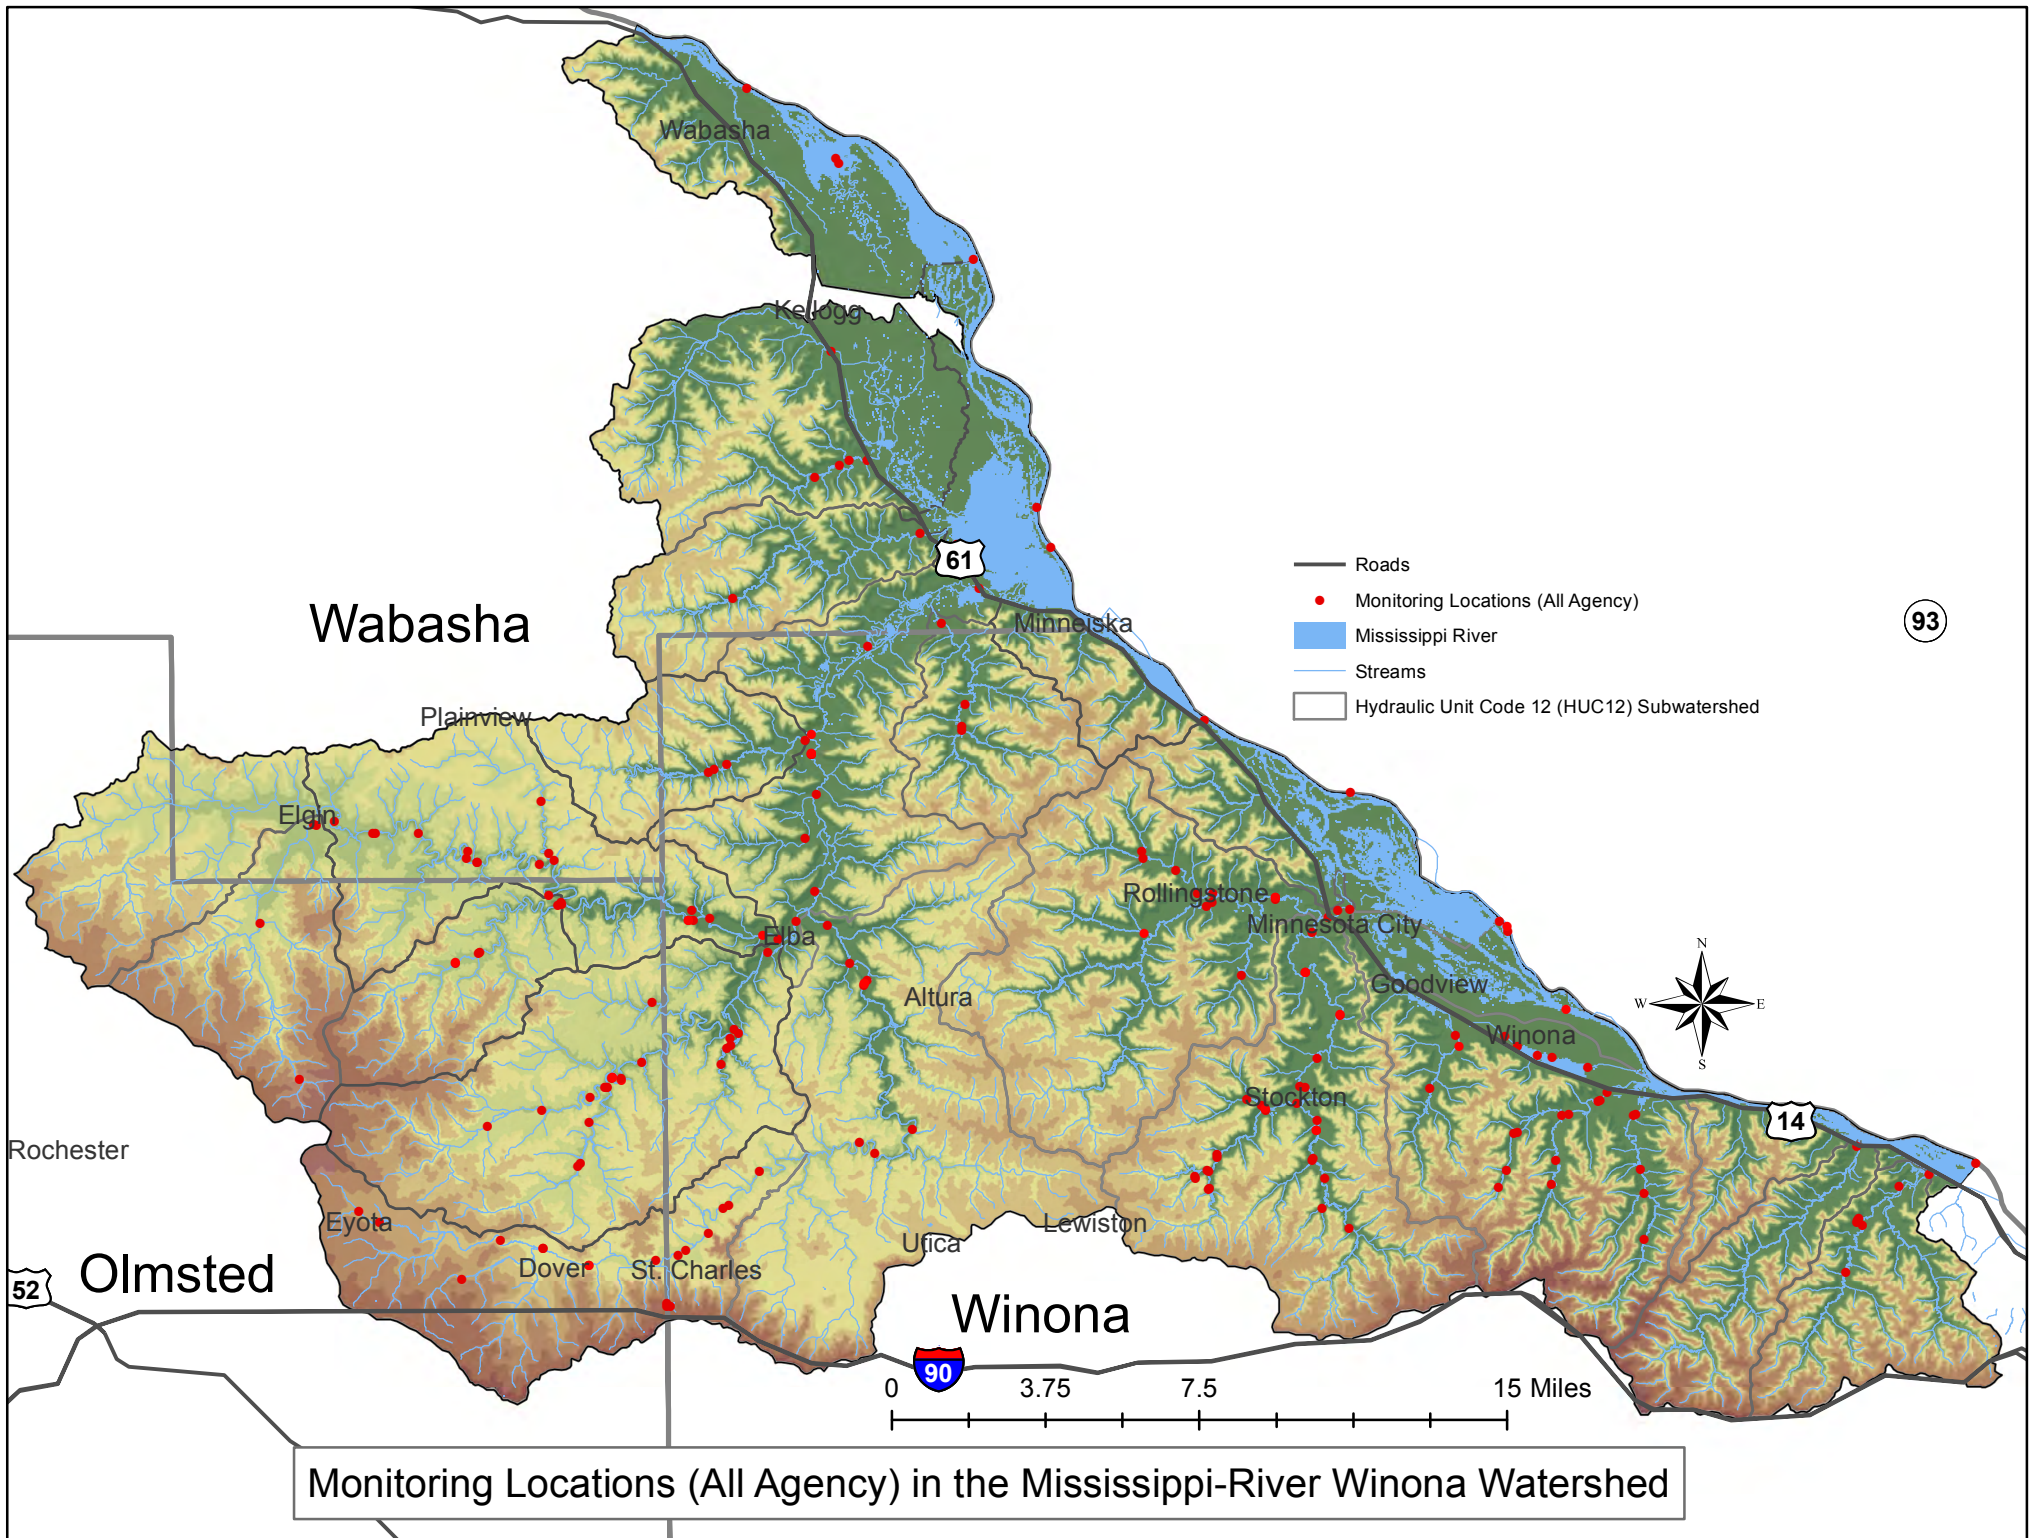 Wabasha
Kellogg
61
Roads
Monitoring Locations (All Agency)
Mississippi River
Streams
Hydraulic Unit Code 12 (HUC12) Subwatershed
93
Wabasha
Minneiska
Plainview
Elgin
Rollingstone
Minnesota City
Elba
Altura
Goodview
N
W
E
S
Winona
Stockton
14
Rochester
Eyota
Lewiston
Utica
Dover
St. Charles
52
Olmsted
Winona
90
0 3.75 7.5 15 Miles
Monitoring Locations (All Agency) in the Mississippi-River Winona Watershed